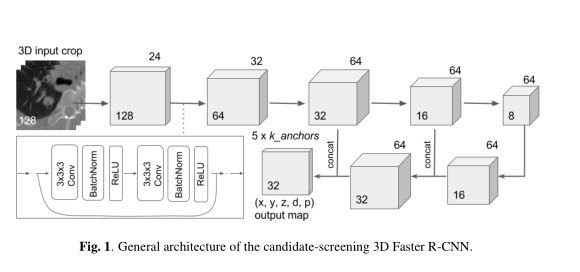 3D input crop
128
24
128
32
64
64
32
64
16
64
8
3x3x3
Conv
BatchNorm
ReLU
3x3x3
Conv
BatchNorm
ReLU
5 x k_anchors
32
(x, y, z, d, p)
output map
concat
64
32
concat
64
16
Fig. 1. General architecture of the candidate-screening 3D Faster R-CNN.